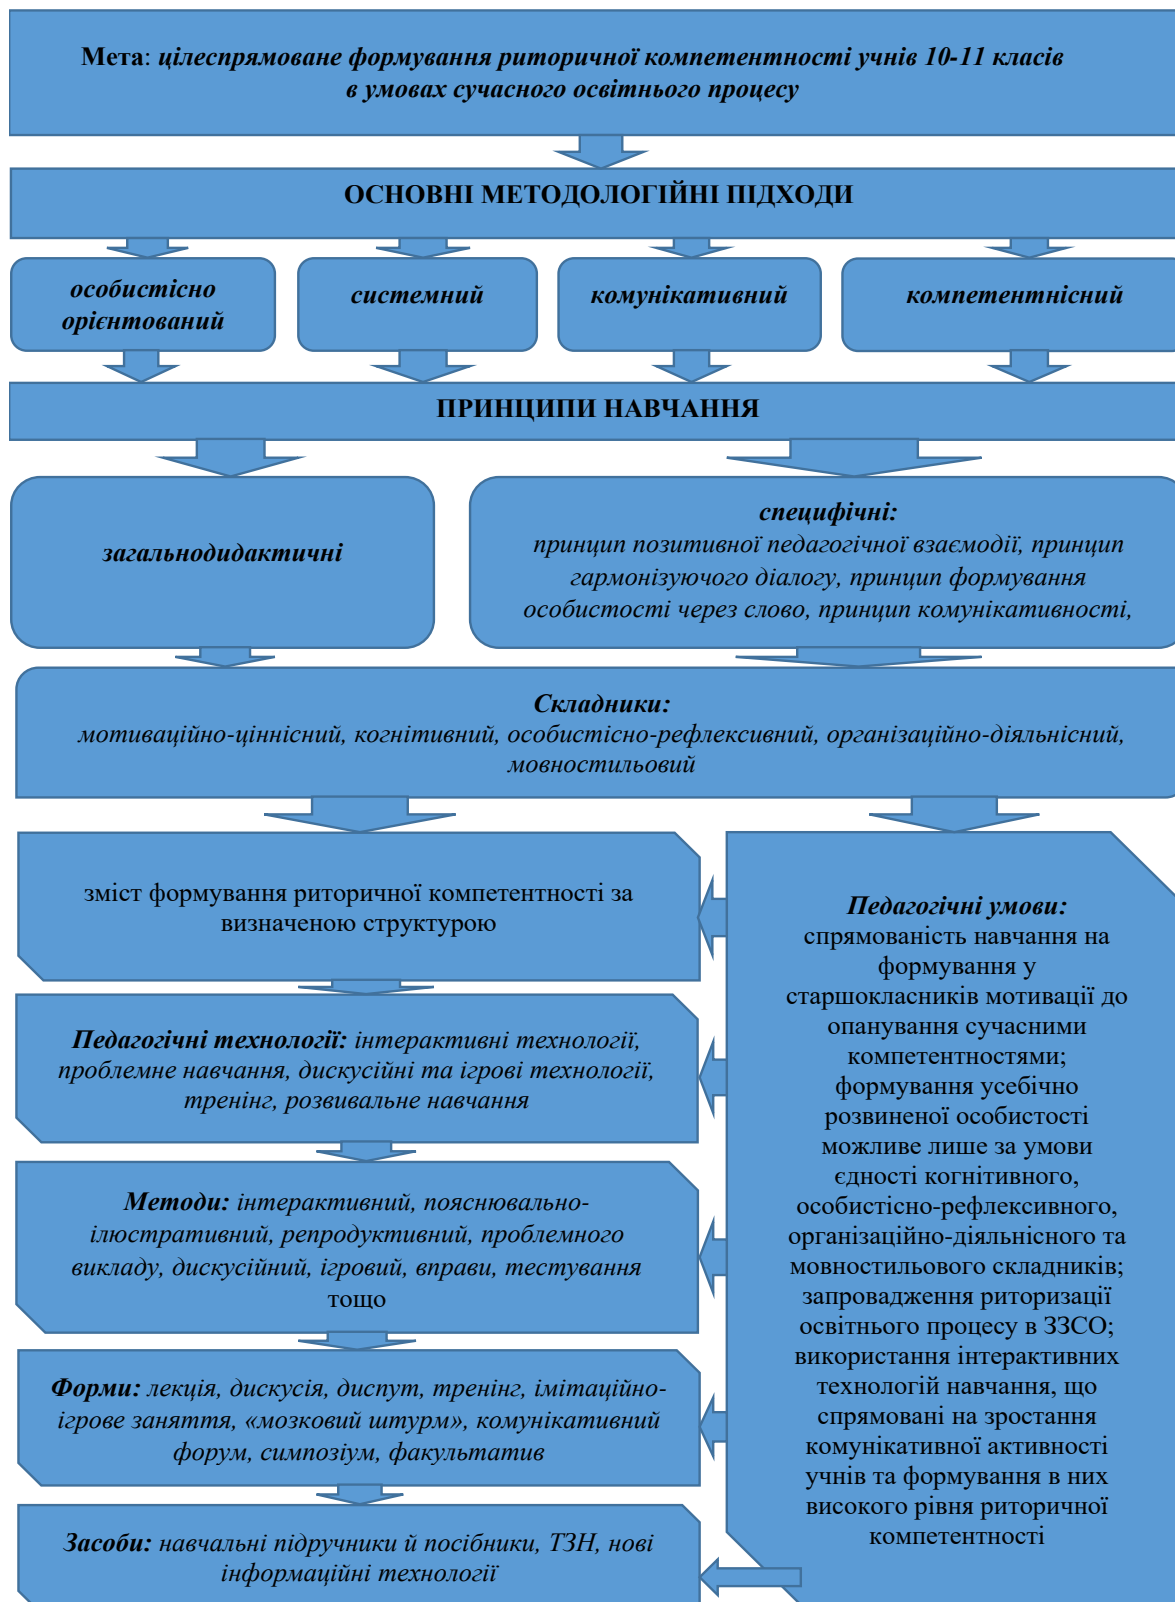 Мета: цілеспрямоване формування риторичної компетентності учнів 10-11 класів
в умовах сучасного освітнього процесу
ОСНОВНІ МЕТОДОЛОГІЙНІ ПІДХОДИ
особистісно
орієнтований
системний
комунікативний
компетентнісний
ПРИНЦИПИ НАВЧАННЯ
загальнодидактичні
специфічні:
принцип позитивної педагогічної взаємодії, принцип
гармонізуючого діалогу, принцип формування
особистості через слово, принцип комунікативності,
Складники:
мотиваційно-ціннісний, когнітивний, особистісно-рефлексивний, організаційно-діяльнісний,
мовностильовий
зміст формування риторичної компетентності за
визначеною структурою
Педагогічні технології: інтерактивні технології,
проблемне навчання, дискусійні та ігрові технології,
тренінг, розвивальне навчання
Методи: інтерактивний, пояснювально-
ілюстративний, репродуктивний, проблемного
викладу, дискусійний, ігровий, вправи, тестування
тощо
Форми: лекція, дискусія, диспут, тренінг, імітаційно-
ігрове заняття, «мозковий штурм», комунікативний
форум, симпозіум, факультатив
Засоби: навчальні підручники й посібники, ТЗН, нові
інформаційні технології
Педагогічні умови:
спрямованість навчання на
формування у
старшокласників мотивації до
опанування сучасними
компетентностями;
формування усебічно
розвиненої особистості
можливе лише за умови
єдності когнітивного,
особистісно-рефлексивного,
організаційно-діяльнісного та
мовностильового складників;
запровадження риторизації
освітнього процесу в ЗЗСО;
використання інтерактивних
технологій навчання, що
спрямовані на зростання
комунікативної активності
учнів та формування в них
високого рівня риторичної
компетентності